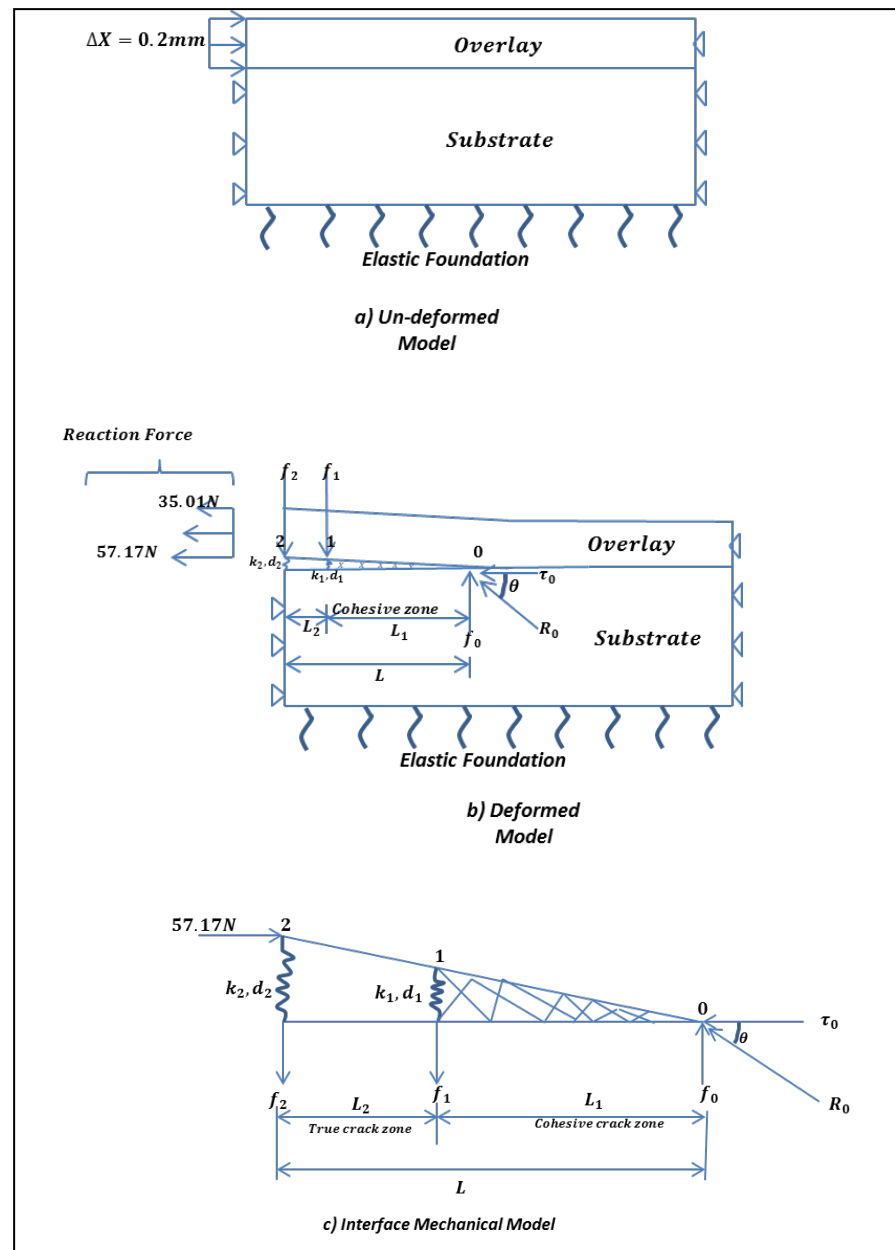 ΔX = 0.2mm
Overlay
Substrate
Elastic Foundation
a) Un-deformed
Model
Reaction Force
f₂ f₁
35.01N
57.17N
2 1 0
Overlay
k₂, d₂
k₁, d₁
τ₀
θ
Cohesive zone
L₂ L₁
f₀
R₀
Substrate
L
Elastic Foundation
b) Deformed
Model
57.17N 2
1
k₂, d₂
k₁, d₁
0
τ₀
θ
f₂ f₁ f₀
R₀
L₂ L₁
True crack zone Cohesive crack zone
L
c) Interface Mechanical Model